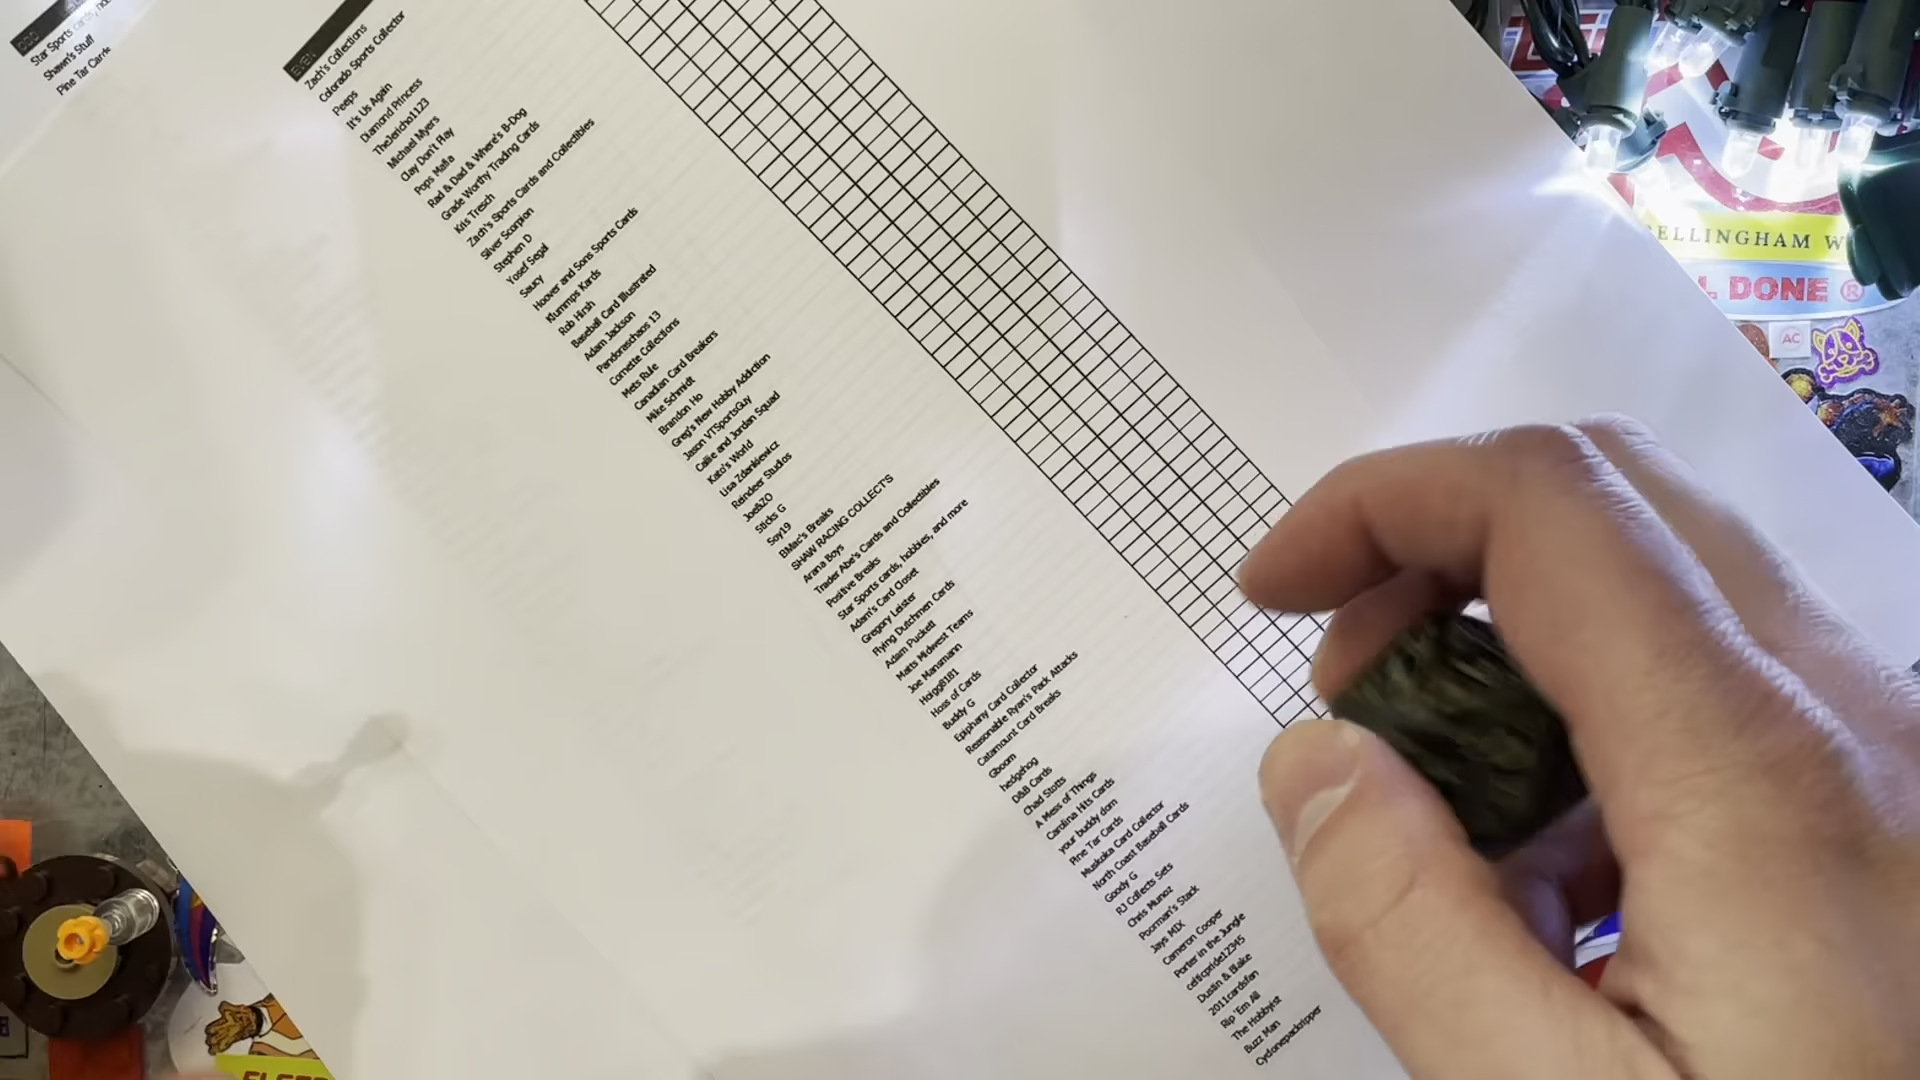 ODD
Star Sports cards, ho
Shawn's Stuff
Pine Tar Cards
EVEN
Zach's Collections
Colorado Sports Collector
Peeps
It's Us Again
Diamond Princess
TheJericho1123
Michael Myers
Clay Don't Play
Pops Mafia
Rad & Dad & Where's B-Dog
Grade Worthy Trading Cards
Kris Tresch
Zach's Sports Cards and Collectibles
Silver Scorpion
Stephen D
Yosef Segal
Saucy
Hoover and Sons Sports Cards
Klummps Kards
Rob Hirsh
Baseball Card Illustrated
Adam Jackson
Pandoraschaos 13
Cornette Collections
Mets Rule
Canadian Card Breakers
Mike Schmidt
Brandon Ho
Greg's New Hobby Addiction
Jason VTSportsGuy
Callie and Jordan Squad
Kato's World
Lisa Zdankiewicz
Reindeer Studios
JoeIsZO
Sticks G
Soy19
BMac's Breaks
SHAW RACING COLLECTS
Arana Boys
Trader Abe's Cards and Collectibles
Positive Breaks
Star Sports cards, hobbies, and more
Adam's Card Closet
Gregory Leister
Flying Dutchmen Cards
Adam Puckett
Matts Midwest Teams
Joe Mansmann
Hoigg8181
Hoss of Cards
Buddy G
Epiphany Card Collector
Reasonable Ryan's Pack Attacks
Catamount Card Breaks
Gboom
hedgehog
D&B Cards
Chad Stotts
A Mess of Things
Carolina Hits Cards
your buddy dom
Pine Tar Cards
Muskoka Card Collector
North Coast Baseball Cards
Goody G
RJ Collects Sets
Chris Munoz
Poorman's Stack
Jays MIX
Cameron Cooper
Porter in the Jungle
celticpride12345
Dustin & Blake
2011cardsfan
Rip 'Em All
The Hobbyist
Buzz Man
Cyclonepackripper
ELLINGHAM W
L DONE ®
AC